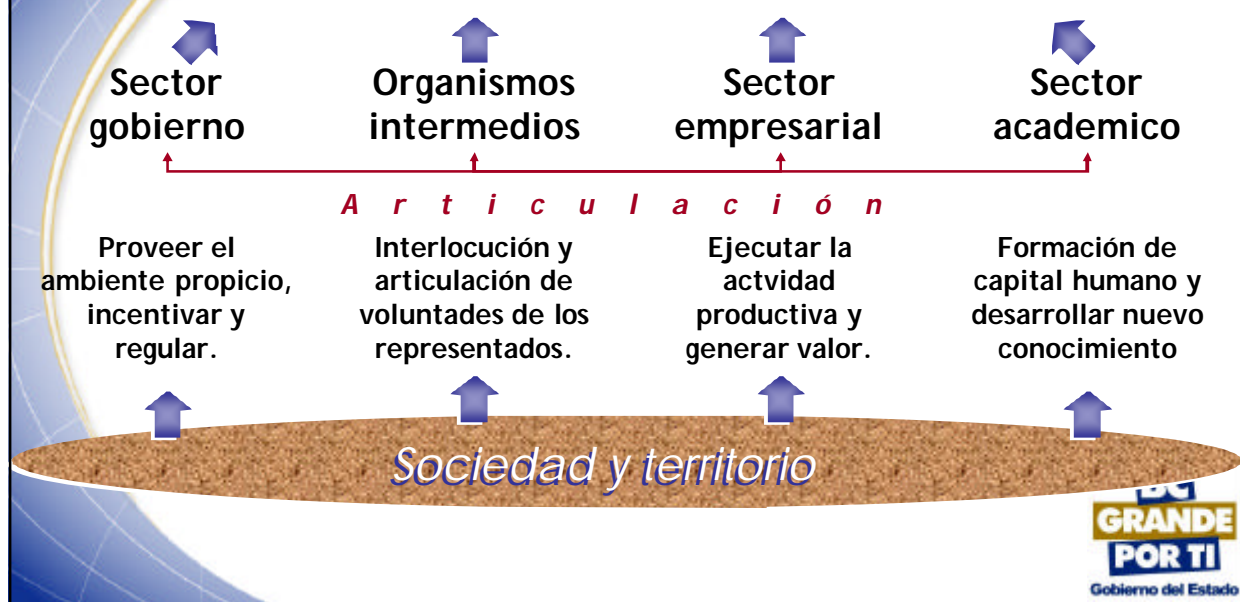 Sector
gobierno
Organismos
intermedios
Sector
empresarial
Sector
academico
Articulación
Proveer el
ambiente propicio,
incentivar y
regular.
Interlocución y
articulación de
voluntades de los
representados.
Ejecutar la
actvidad
productiva y
generar valor.
Formación de
capital humano y
desarrollar nuevo
conocimiento
Sociedad y territorio
BC
GRANDE
POR TI
Gobierno del Estado